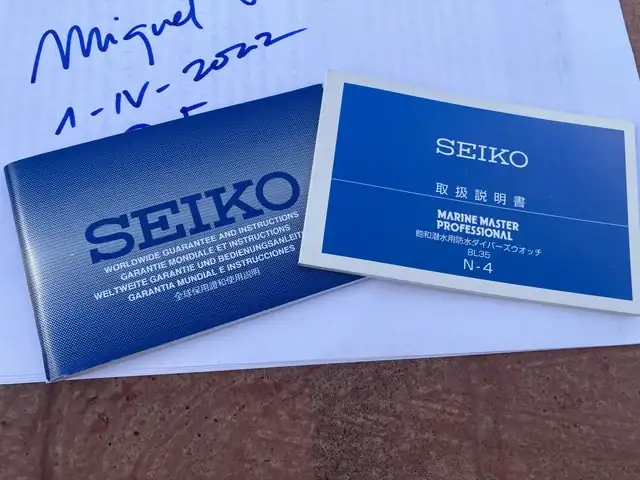 Miguel
1-IV-2022
SEIKO
WORLDWIDE GUARANTEE AND INSTRUCTIONS
GARANTIE MONDIALE ET INSTRUCTIONS
WELTWEITE GARANTIE UND BEDIENUNGSANLEIT
GARANTIA MUNDIAL E INSTRUCCIONES
全球保用證和使用説明
SEIKO
取扱説明書
MARINE MASTER
PROFESSIONAL
飽和潜水用防水ダイバーズウオッチ
8L35
N-4